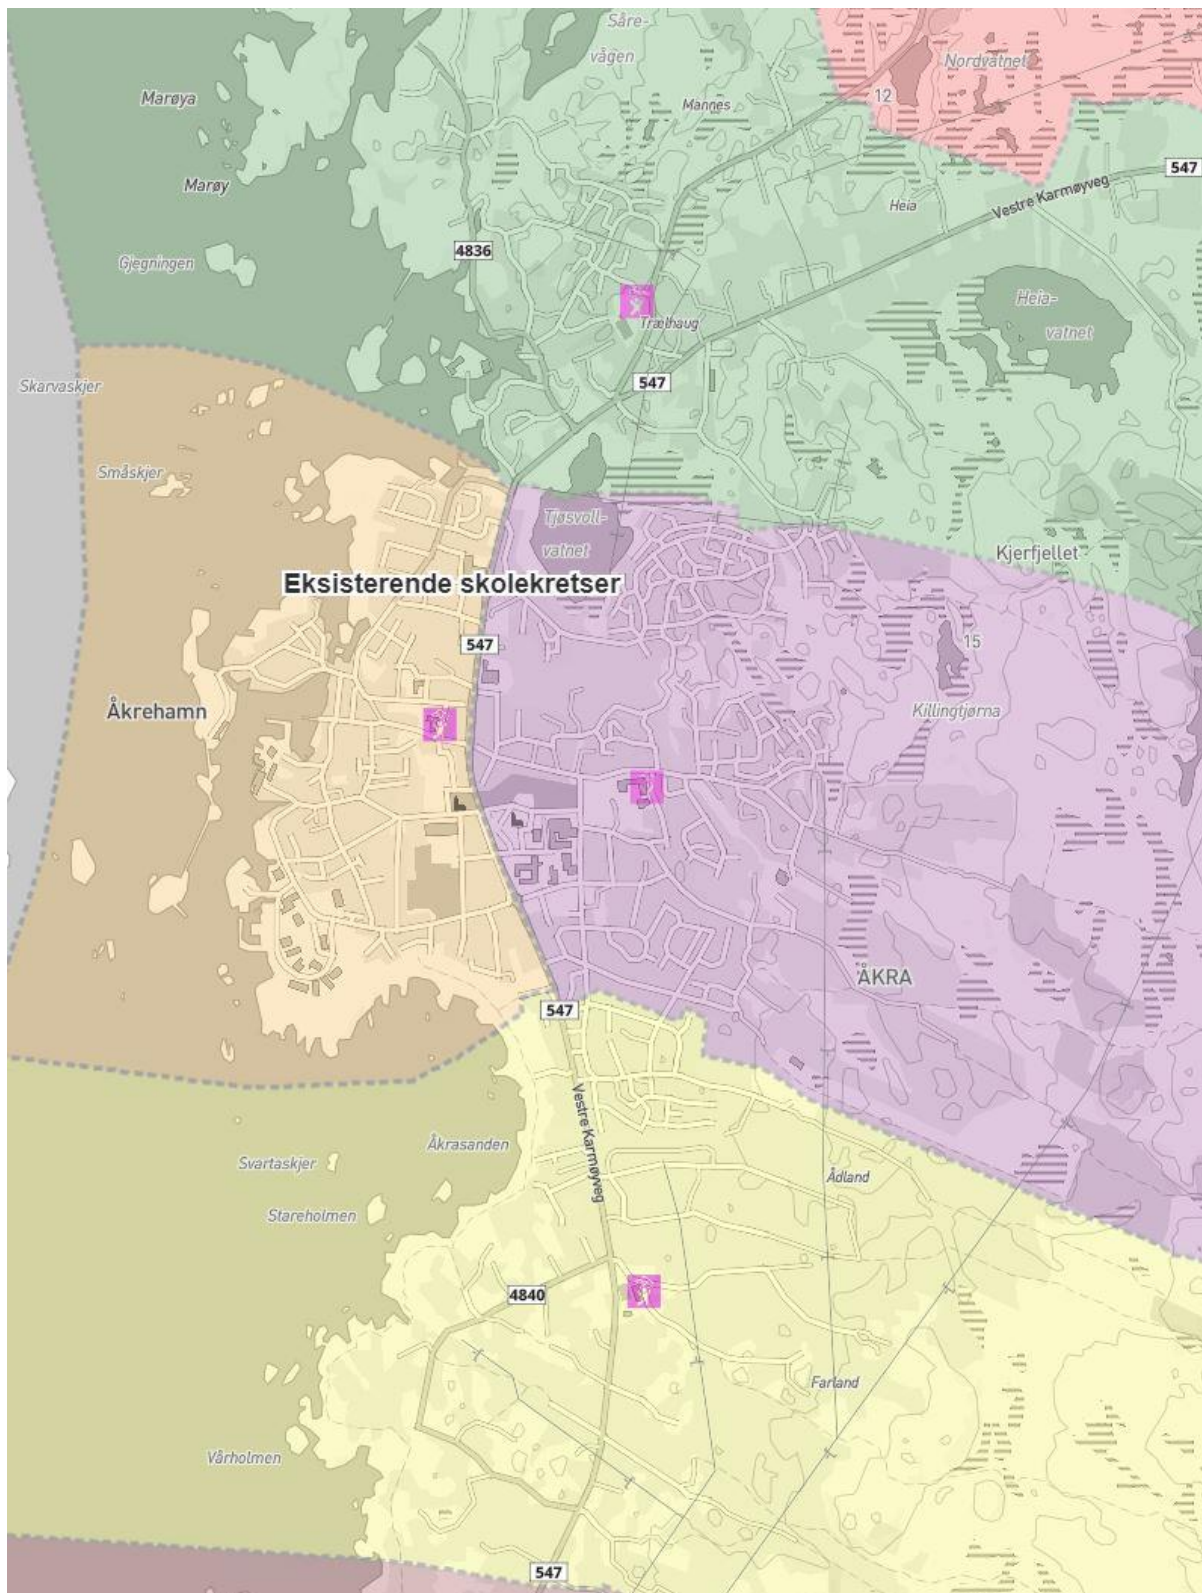 Såre-
vågen
Nordvatnet
Marøya
12
Mannes
547
Marøy
Vestre Karmøyveg
Heia
4836
Gjegningen
Heia-
vatnet
Trælhaug
547
Skarvaskjer
Småskjer
Tjøsvoll-
vatnet
Kjerfjellet
Eksisterende skolekretser
547
15
Åkrehamn
Killingtjørna
ÅKRA
547
Vestre Karmøyveg
Åkrasanden
Svartaskjer
Ådland
Stareholmen
4840
Farland
Vårholmen
547